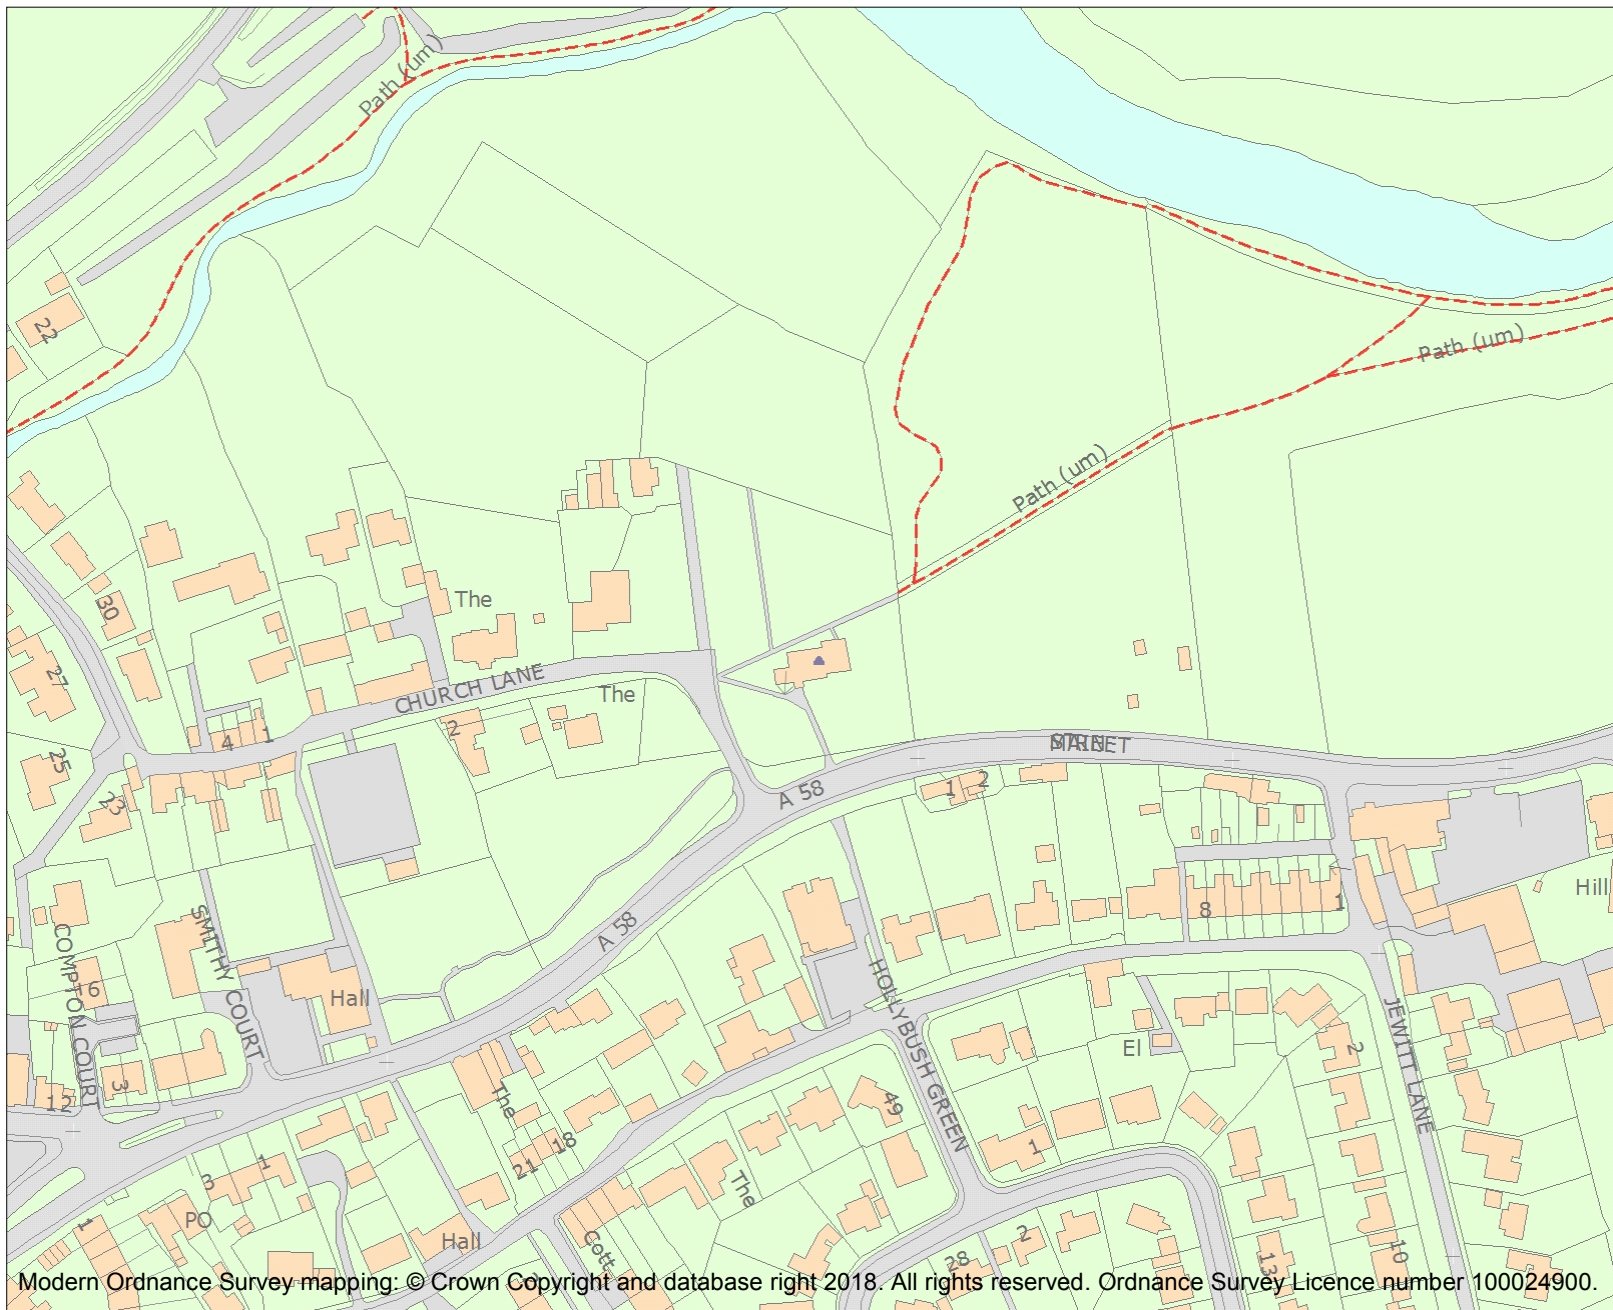 Path (um)
Path (um)
Path (um)
22
The
30
27
CHURCH LANE
The
2
4
1
25
23
MAIN
STREET
A 58
1
2
Hill
8
1
SMITHY COURT
COMPTON COURT
A 58
16
Hall
HOLLYBUSH GREEN
JEWITT LANE
El
2
3
12
The
49
18
21
1
1
3
The
PO
1
Hall
Cott
28
2
13
10
Modern Ordnance Survey mapping: © Crown Copyright and database right 2018. All rights reserved. Ordnance Survey Licence number 100024900.